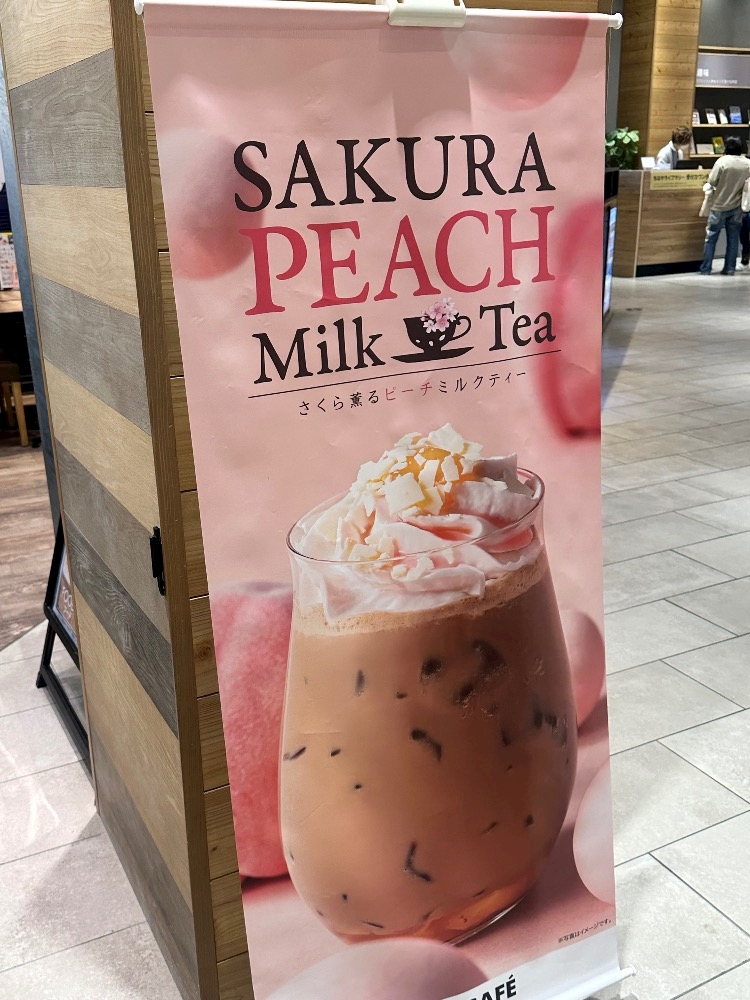 SAKURA
PEACH
Milk Tea
さくら薫るピーチミルクティー
※写真はイメージです。
CAFÉ